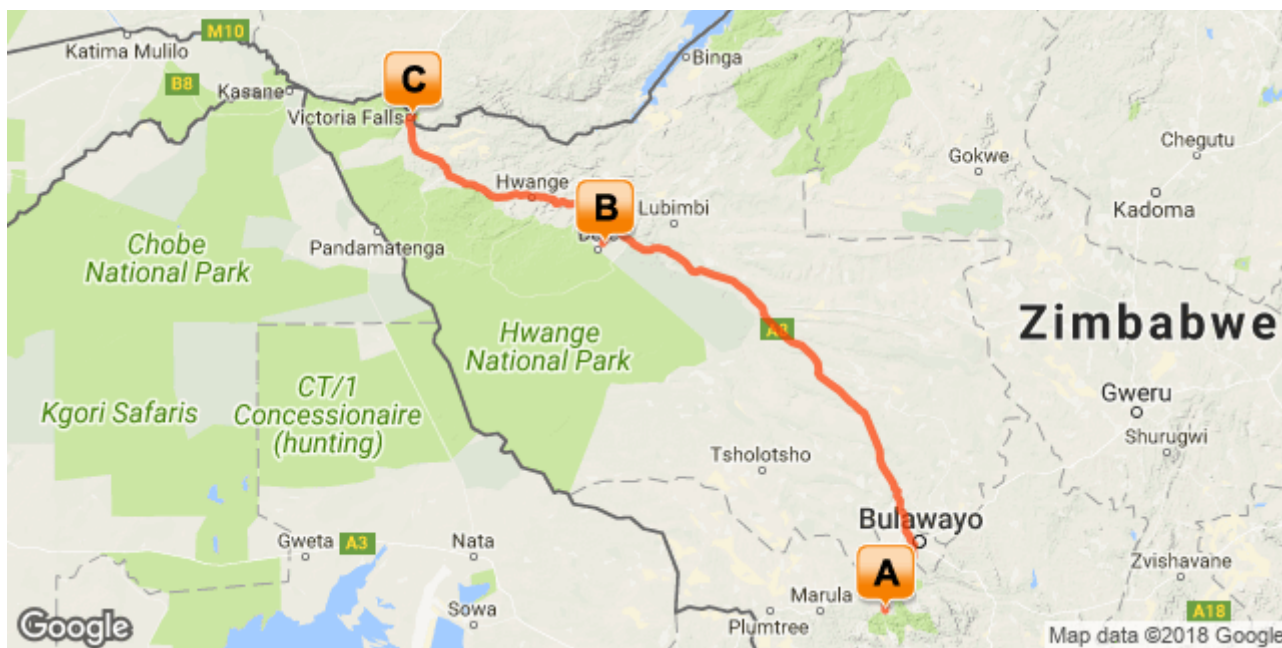 M10
Katima Mulilo
C
Binga
B8
Kasane
Victoria Falls
Chegutu
Gokwe
Hwange
B
Lubimbi
Kadoma
Chobe
National Park
Pandamatenga
Zimbabwe
Hwange
National Park
CT/1
Concessionaire
(hunting)
Kgori Safaris
Gweru
Shurugwi
Tsholotsho
Bulawayo
Gweta
A3
Nata
A
Zvishavane
Marula
Sowa
Plumtree
A18
Google
Map data ©2018 Google